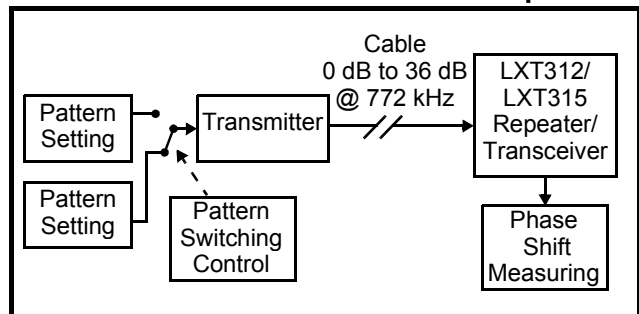 Cable
0 dB to 36 dB
@ 772 kHz
LXT312/
LXT315
Repeater/
Transceiver
Pattern
Setting
Transmitter
Pattern
Setting
Pattern
Switching
Control
Phase
Shift
Measuring